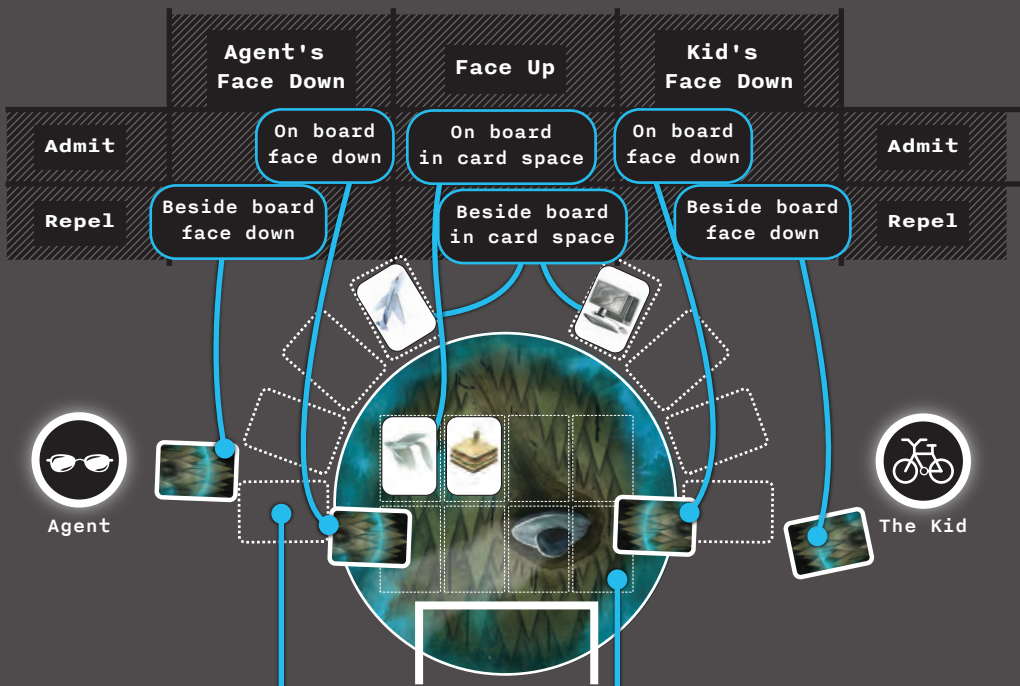 Agent's
Face Down
Face Up
Kid's
Face Down
Admit
On board
face down
On board
in card space
On board
face down
Admit
Repel
Beside board
face down
Beside board
in card space
Beside board
face down
Repel
Agent
The Kid